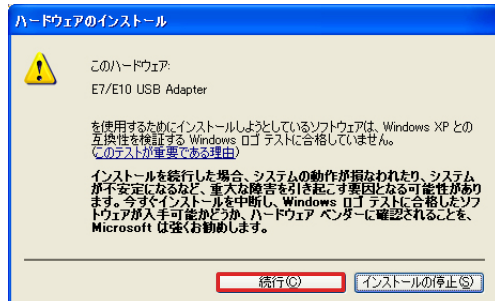 ハードウェアのインストール
このハードウェア:
E7/E10 USB Adapter
を使用するためにインストールしようとしているソフトウェアは、Windows XP との
互換性を検証する Windows ロゴ テストに合格していません。
(このテストが重要である理由)
インストールを続行した場合、システムの動作が損なわれたり、システム
が不安定になるなど、重大な障害を引き起こす要因となる可能性があり
ます。今すぐインストールを中断し、Windows ロゴ テストに合格したソフ
トウェアが入手可能かどうか、ハードウェア ベンダーに確認されることを、
Microsoft は強くお勧めします。
続行(C)
インストールの停止(S)